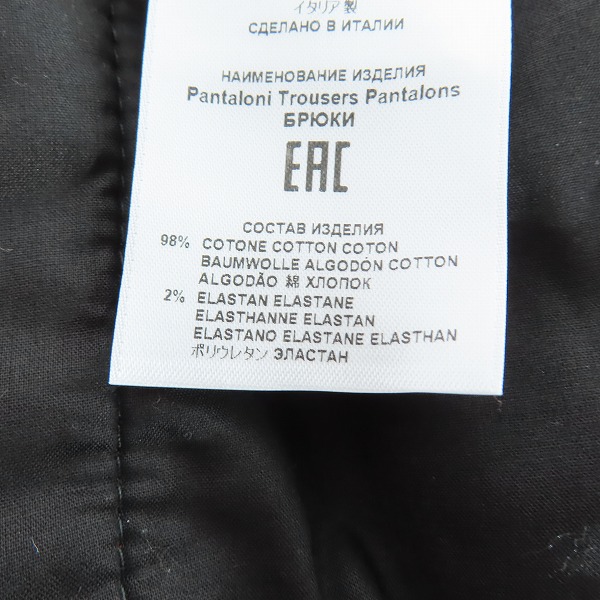 イタリア製
СДЕЛАНО В ИТАЛИИ
НАИМЕНОВАНИЕ ИЗДЕЛИЯ
Pantaloni Trousers Pantalons
БРЮКИ
EAC
СОСТАВ ИЗДЕЛИЯ
98% COTONE COTTON COTON
BAUMWOLLE ALGODÓN COTTON
ALGODÃO 綿 ХЛОПОК
2% ELASTAN ELASTANE
ELASTHANNE ELASTAN
ELASTANO ELASTANE ELASTHAN
ポリウレタン ЭЛАСТАН